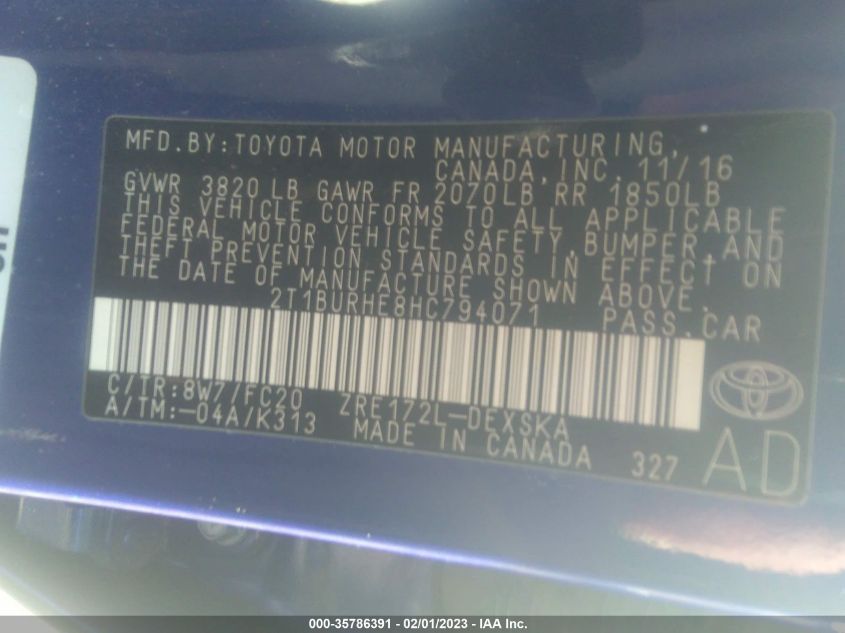 MFD.BY:TOYOTA MOTOR MANUFACTURING,
CANADA,INC. 11/16
GVWR 3820 LB GAWR FR 2070LB RR 1850LB
THIS VEHICLE CONFORMS TO ALL APPLICABLE
FEDERAL MOTOR VEHICLE SAFETY,BUMPER,AND
THEFT PREVENTION STANDARDS IN EFFECT ON
THE DATE OF MANUFACTURE SHOWN ABOVE.
2T1BURHE8HC794071 PASS.CAR
C/TR:8W7/FC20 ZRE172L-DEXSKA
A/TM:-04A/K313 MADE IN CANADA 327
AD
000-35786391 - 02/01/2023 - IAA Inc.